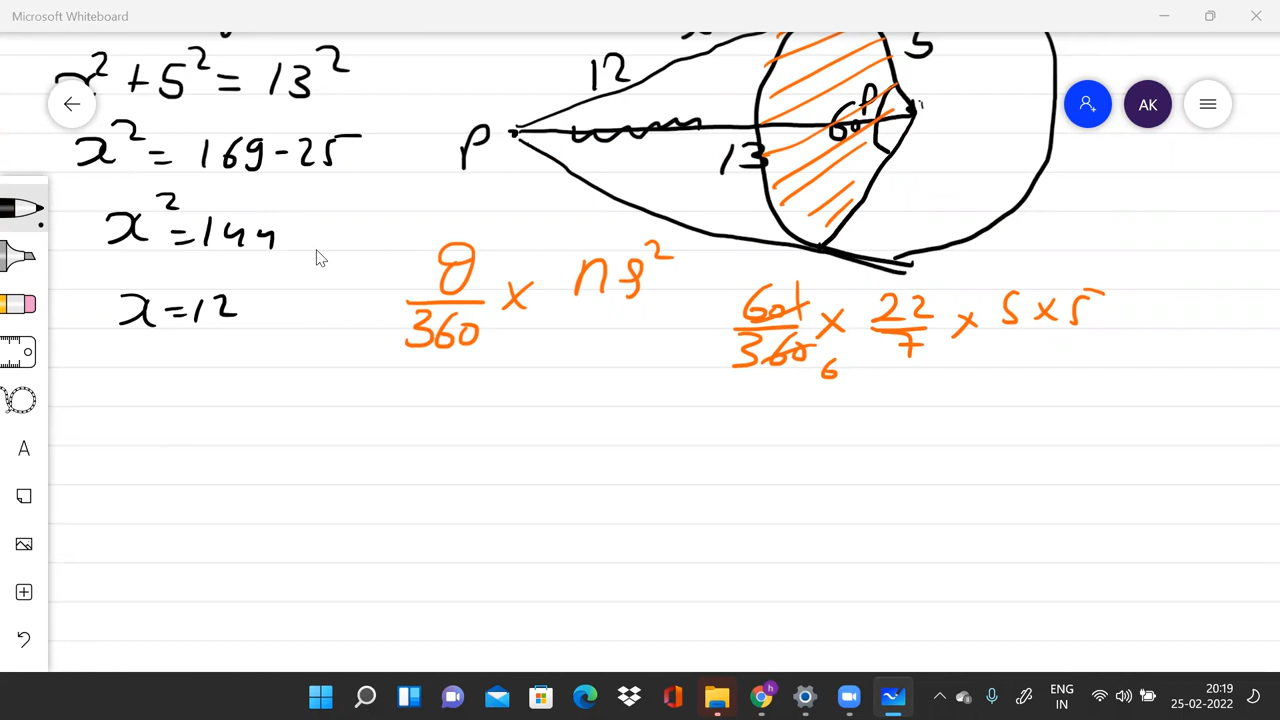 Microsoft Whiteboard
x² + 5² = 13²
x² = 169 - 25
x² = 144
x = 12
12
5
P
13
60°
θ/360 × πr²
60 1/360 6 × 22/7 × 5 × 5
AK
A
ENG
IN
20:19
25-02-2022